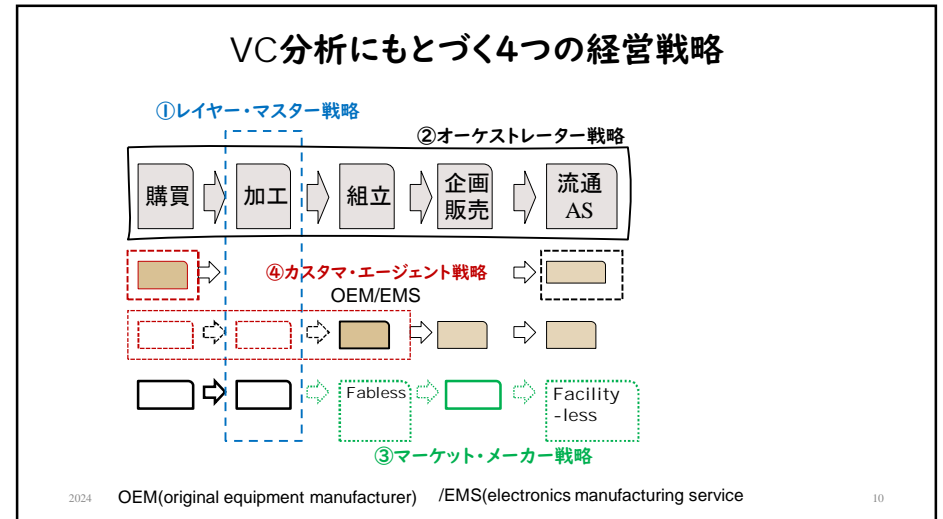 VC分析にもとづく4つの経営戦略
①レイヤー・マスター戦略
②オーケストレーター戦略
購買
加工
組立
企画
販売
流通
AS
④カスタマ・エージェント戦略
OEM/EMS
Fabless
Facility
-less
③マーケット・メーカー戦略
2024
OEM(original equipment manufacturer)
/EMS(electronics manufacturing service
10